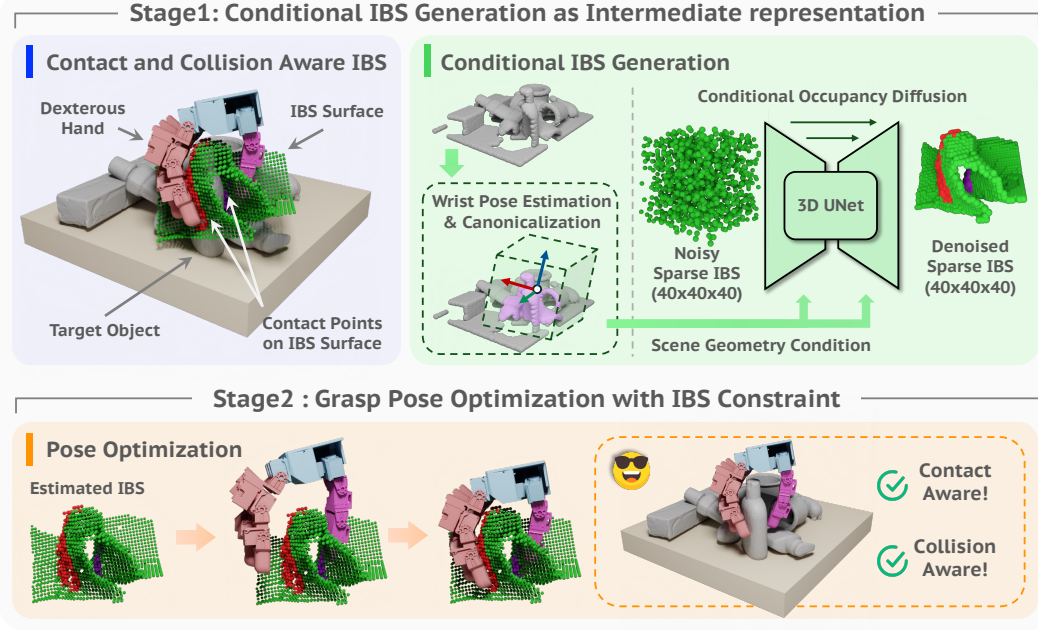 Stage1: Conditional IBS Generation as Intermediate representation
Contact and Collision Aware IBS
Dexterous
Hand
IBS Surface
Target Object
Contact Points
on IBS Surface
Conditional IBS Generation
Wrist Pose Estimation
& Canonicalization
Conditional Occupancy Diffusion
3D UNet
Noisy
Sparse IBS
(40x40x40)
Denoised
Sparse IBS
(40x40x40)
Scene Geometry Condition
Stage2 : Grasp Pose Optimization with IBS Constraint
Pose Optimization
Estimated IBS
Contact
Aware!
Collision
Aware!